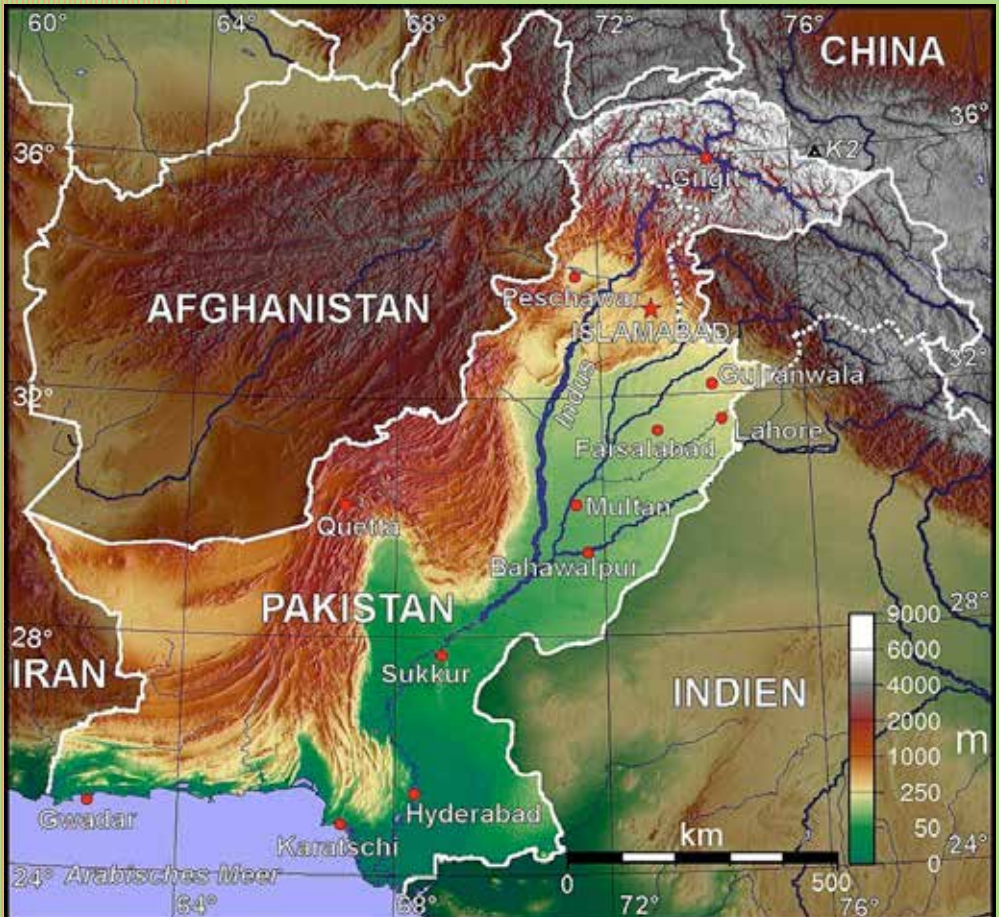 60°
64°
72°
76°
CHINA
36°
36°
K2
Gilgit
AFGHANISTAN
Peschawar
ISLAMABAD
32°
32°
Indus
Gujranwala
Faisalabad
Lahore
Quetta
Multan
Bahawalpur
PAKISTAN
28°
28°
IRAN
Sukkur
INDIEN
9000
6000
4000
2000
1000
250
50
0
m
Gwadar
Hyderabad
Karatschi
km
24°
24°
Arabisches Meer
0
500
64°
68°
72°
76°